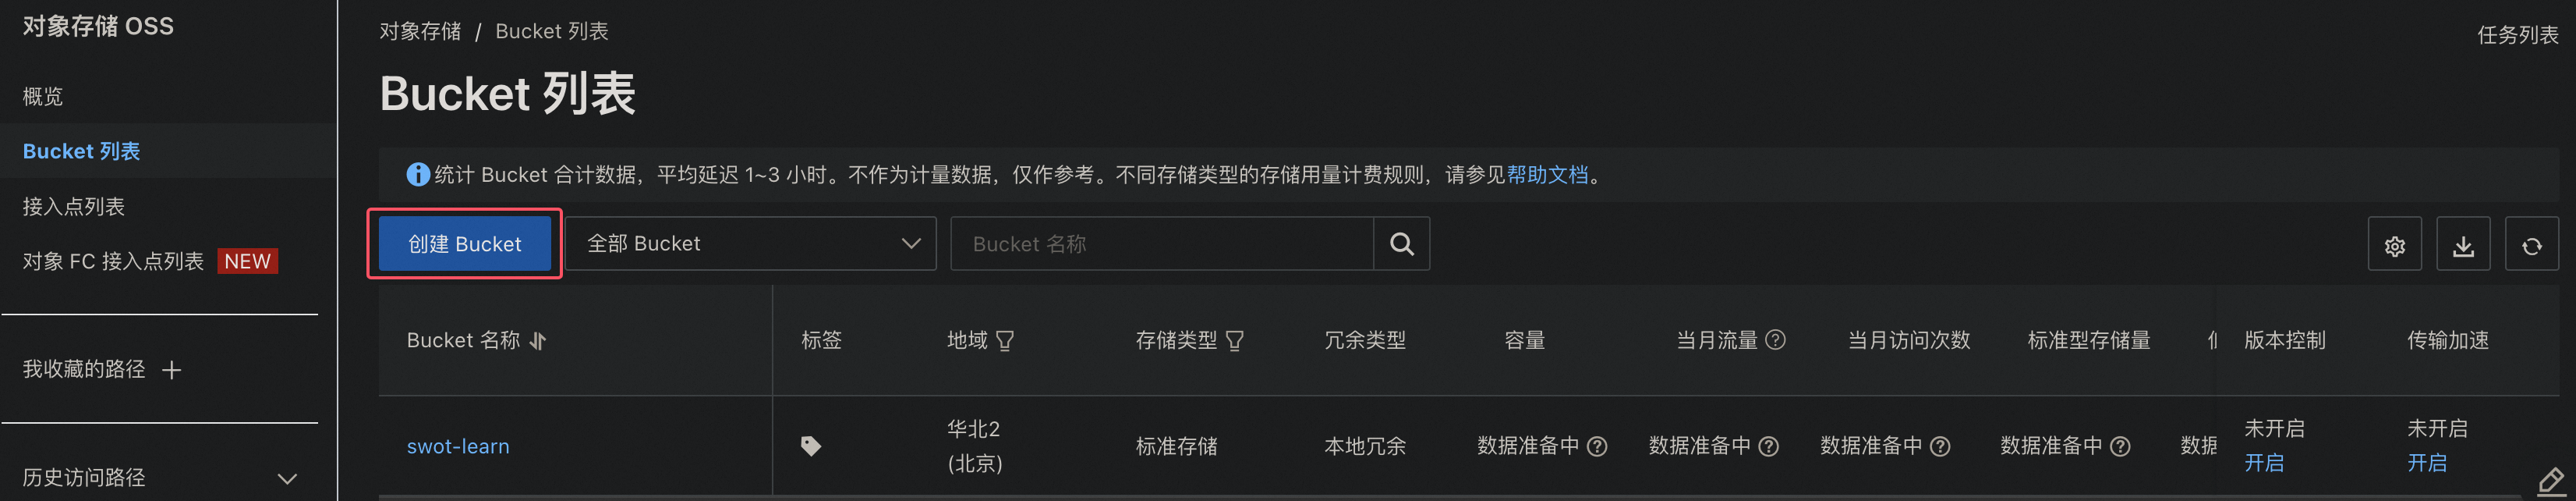 对象存储 OSS
概览
Bucket 列表
接入点列表
对象 FC 接入点列表 NEW
我收藏的路径
历史访问路径
对象存储 / Bucket 列表
任务列表
Bucket 列表
统计 Bucket 合计数据，平均延迟 1~3 小时。不作为计量数据，仅作参考。不同存储类型的存储用量计费规则，请参见帮助文档。
创建 Bucket 全部 Bucket Bucket 名称
Bucket 名称 标签 地域 存储类型 冗余类型 容量 当月流量 当月访问次数 标准型存储量 版本控制 传输加速
swot-learn 华北2 (北京) 标准存储 本地冗余 数据准备中 数据准备中 数据准备中 数据准备中 数据 未开启 未开启
开启 开启